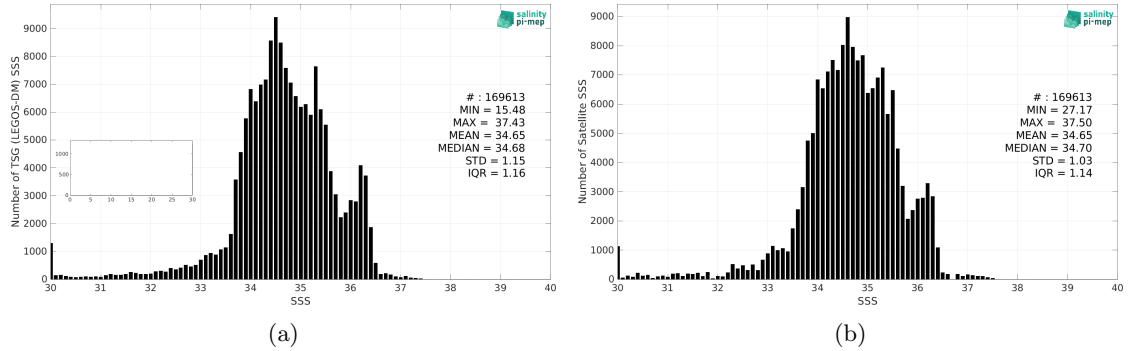 salinity
pi-mep
Number of TSG (LEGOS-DM) SSS
9000
8000
7000
6000
5000
4000
3000
2000
1000
0
# : 169613
MIN = 15.48
MAX = 37.43
MEAN = 34.65
MEDIAN = 34.68
STD = 1.15
IQR = 1.16
1000
500
0
0 5 10 15 20 25 30
30 31 32 33 34 35 36 37 38 39 40
SSS
(a)
salinity
pi-mep
Number of Satellite SSS
9000
8000
7000
6000
5000
4000
3000
2000
1000
0
# : 169613
MIN = 27.17
MAX = 37.50
MEAN = 34.65
MEDIAN = 34.70
STD = 1.03
IQR = 1.14
30 31 32 33 34 35 36 37 38 39 40
SSS
(b)